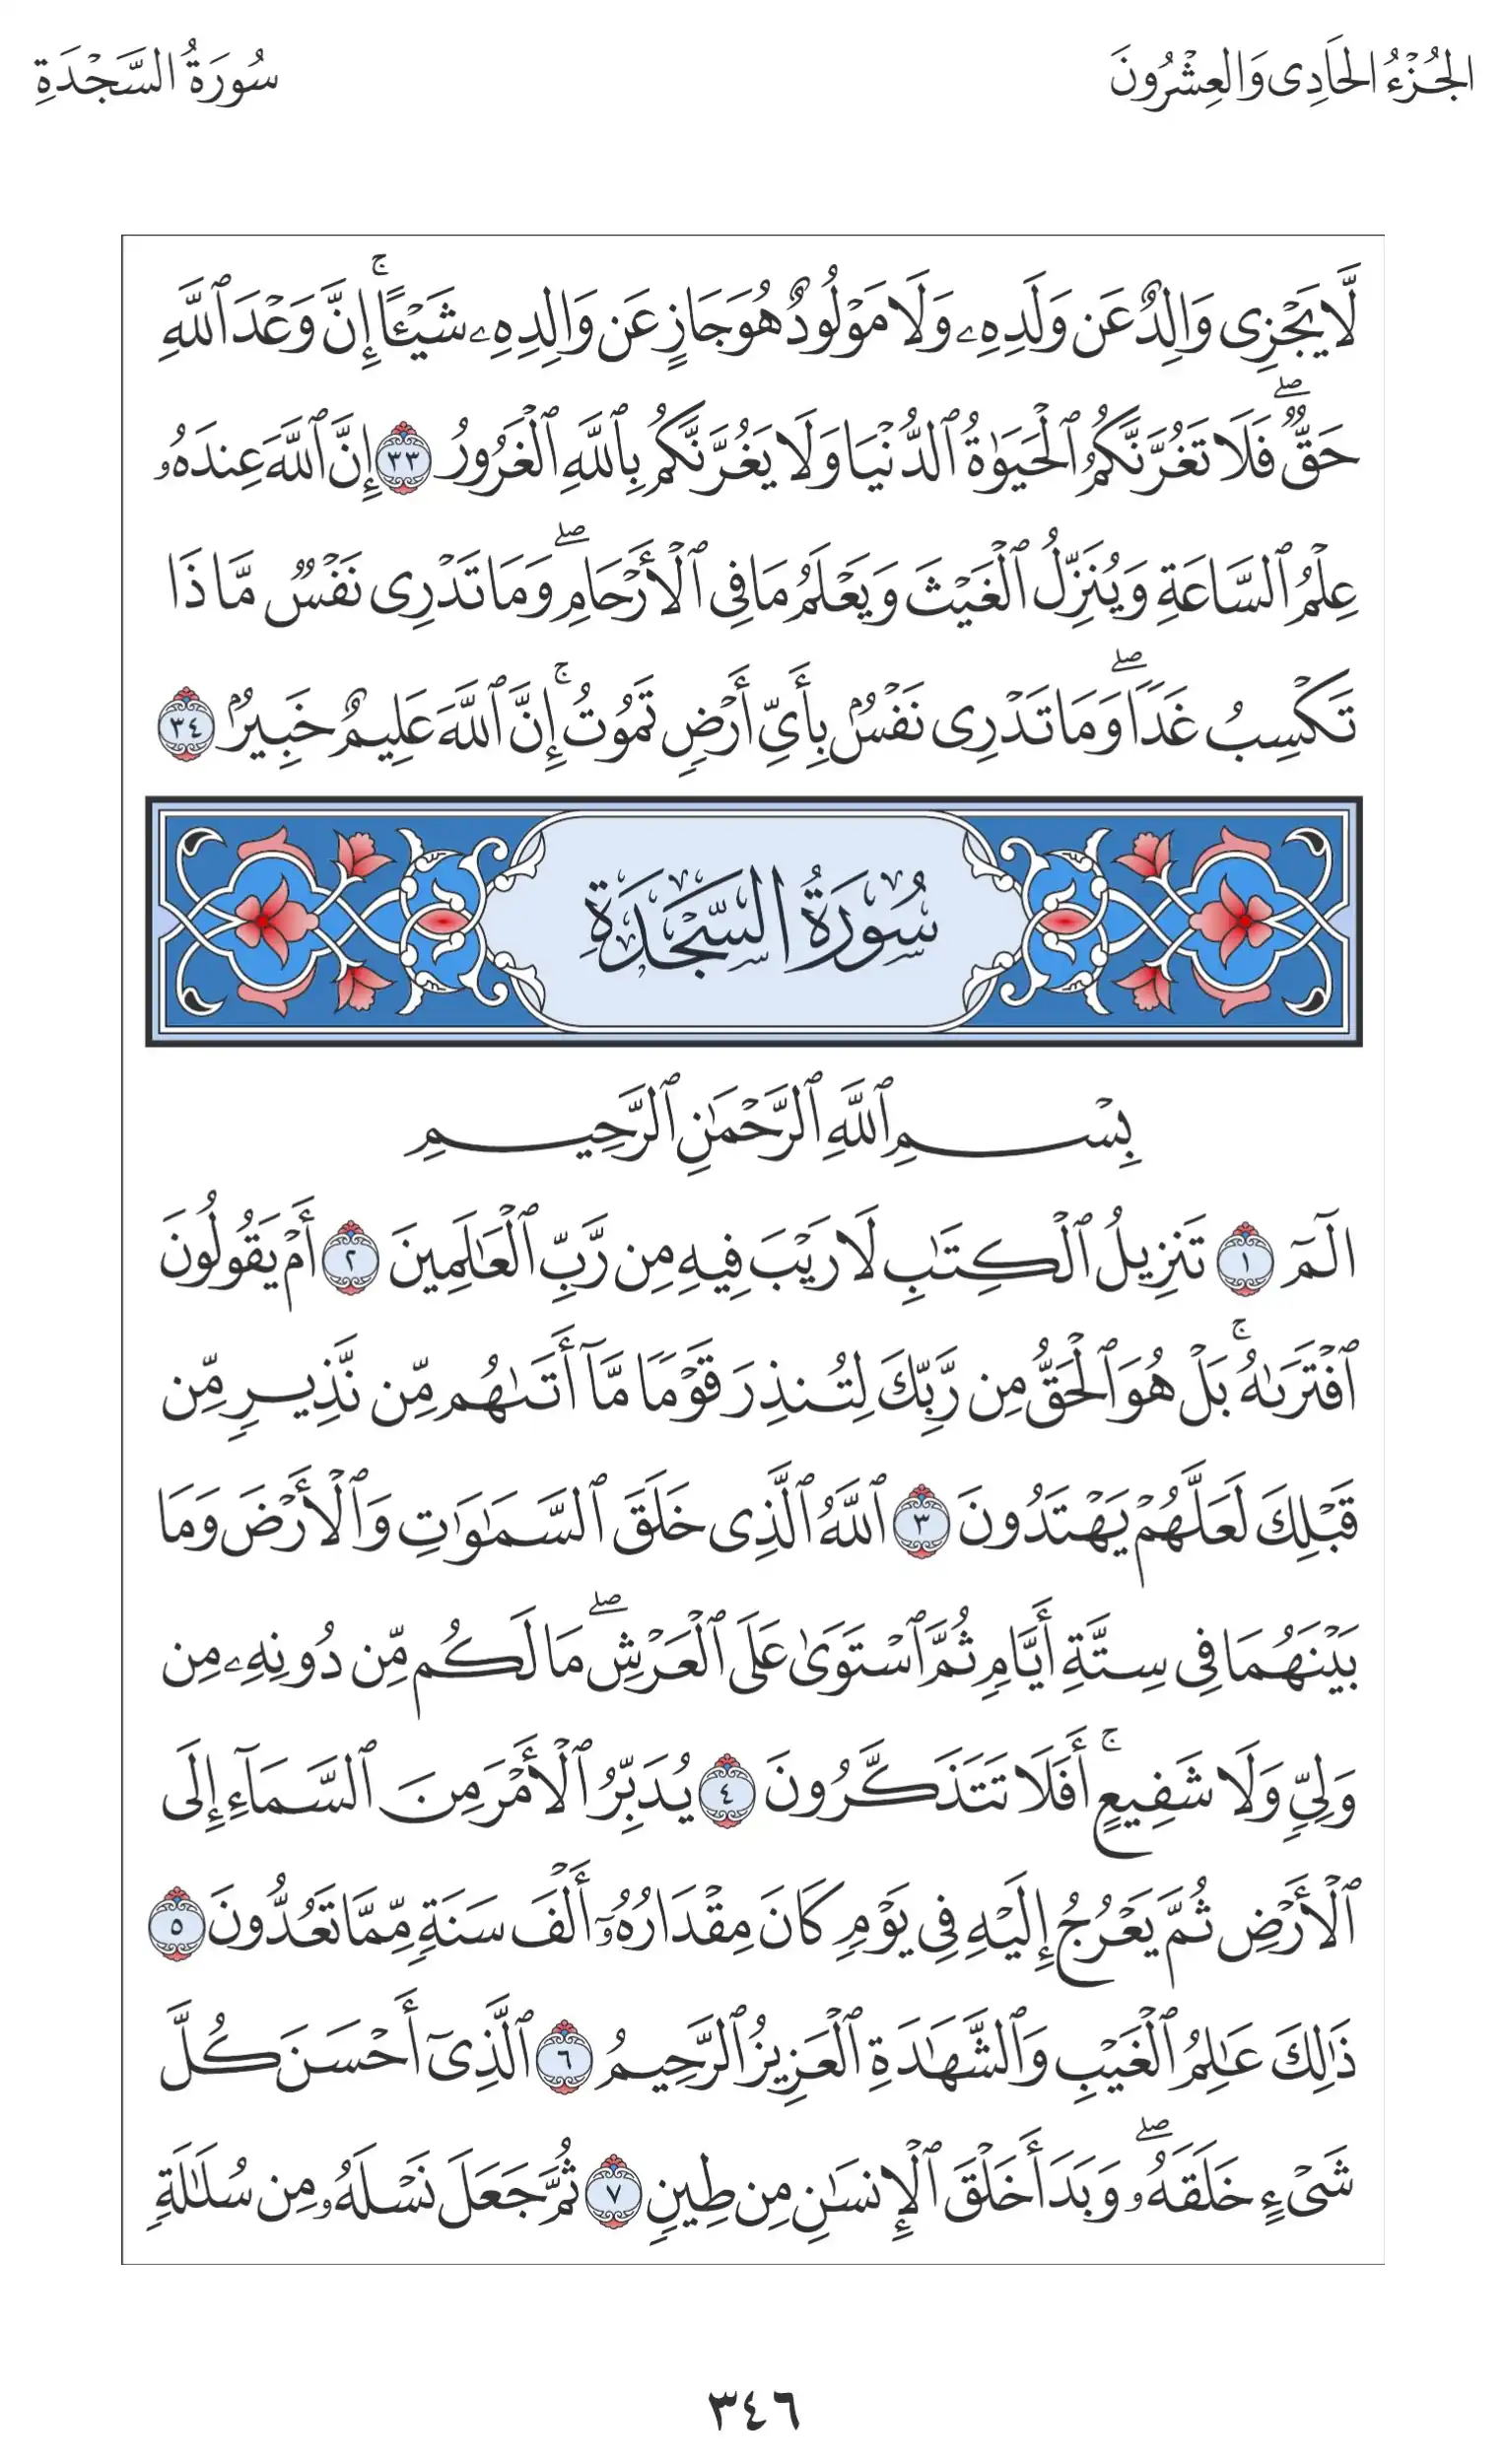 الجُزْءُ الحَادِى وَالعِشْرُونَ
سُورَةُ السَّجْدَةِ
لَّا يَجْزِى وَالِدٌ عَن وَلَدِهِۦ وَلَا مَوْلُودٌ هُوَ جَازٍ عَن وَالِدِهِۦ شَيْـًٔا ۚ إِنَّ وَعْدَ ٱللَّهِ
حَقٌّ ۖ فَلَا تَغُرَّنَّكُمُ ٱلْحَيَوٰةُ ٱلدُّنْيَا وَلَا يَغُرَّنَّكُم بِٱللَّهِ ٱلْغَرُورُ ٣٣ إِنَّ ٱللَّهَ عِندَهُۥ
عِلْمُ ٱلسَّاعَةِ وَيُنَزِّلُ ٱلْغَيْثَ وَيَعْلَمُ مَا فِى ٱلْأَرْحَامِ ۖ وَمَا تَدْرِى نَفْسٌ مَّاذَا
تَكْسِبُ غَدًا ۖ وَمَا تَدْرِى نَفْسٌۢ بِأَىِّ أَرْضٍ تَمُوتُ ۚ إِنَّ ٱللَّهَ عَلِيمٌ خَبِيرٌۢ ٣٤
سُورَةُ السَّجْدَةِ
بِسْمِ ٱللَّهِ ٱلرَّحْمَٰنِ ٱلرَّحِيمِ
الٓمٓ ١ تَنزِيلُ ٱلْكِتَٰبِ لَا رَيْبَ فِيهِ مِن رَّبِّ ٱلْعَٰلَمِينَ ٢ أَمْ يَقُولُونَ
ٱفْتَرَىٰهُ ۚ بَلْ هُوَ ٱلْحَقُّ مِن رَّبِّكَ لِتُنذِرَ قَوْمًا مَّآ أَتَىٰهُم مِّن نَّذِيرٍ مِّن
قَبْلِكَ لَعَلَّهُمْ يَهْتَدُونَ ٣ ٱللَّهُ ٱلَّذِى خَلَقَ ٱلسَّمَٰوَٰتِ وَٱلْأَرْضَ وَمَا
بَيْنَهُمَا فِى سِتَّةِ أَيَّامٍ ثُمَّ ٱسْتَوَىٰ عَلَى ٱلْعَرْشِ ۖ مَا لَكُم مِّن دُونِهِۦ مِن
وَلِىٍّ وَلَا شَفِيعٍ ۚ أَفَلَا تَتَذَكَّرُونَ ٤ يُدَبِّرُ ٱلْأَمْرَ مِنَ ٱلسَّمَآءِ إِلَى
ٱلْأَرْضِ ثُمَّ يَعْرُجُ إِلَيْهِ فِى يَوْمٍ كَانَ مِقْدَارُهُۥٓ أَلْفَ سَنَةٍ مِّمَّا تَعُدُّونَ ٥
ذَٰلِكَ عَٰلِمُ ٱلْغَيْبِ وَٱلشَّهَٰدَةِ ٱلْعَزِيزُ ٱلرَّحِيمُ ٦ ٱلَّذِىٓ أَحْسَنَ كُلَّ
شَىْءٍ خَلَقَهُۥ ۖ وَبَدَأَ خَلْقَ ٱلْإِنسَٰنِ مِن طِينٍ ٧ ثُمَّ جَعَلَ نَسْلَهُۥ مِن سُلَٰلَةٍ
٣٤٦